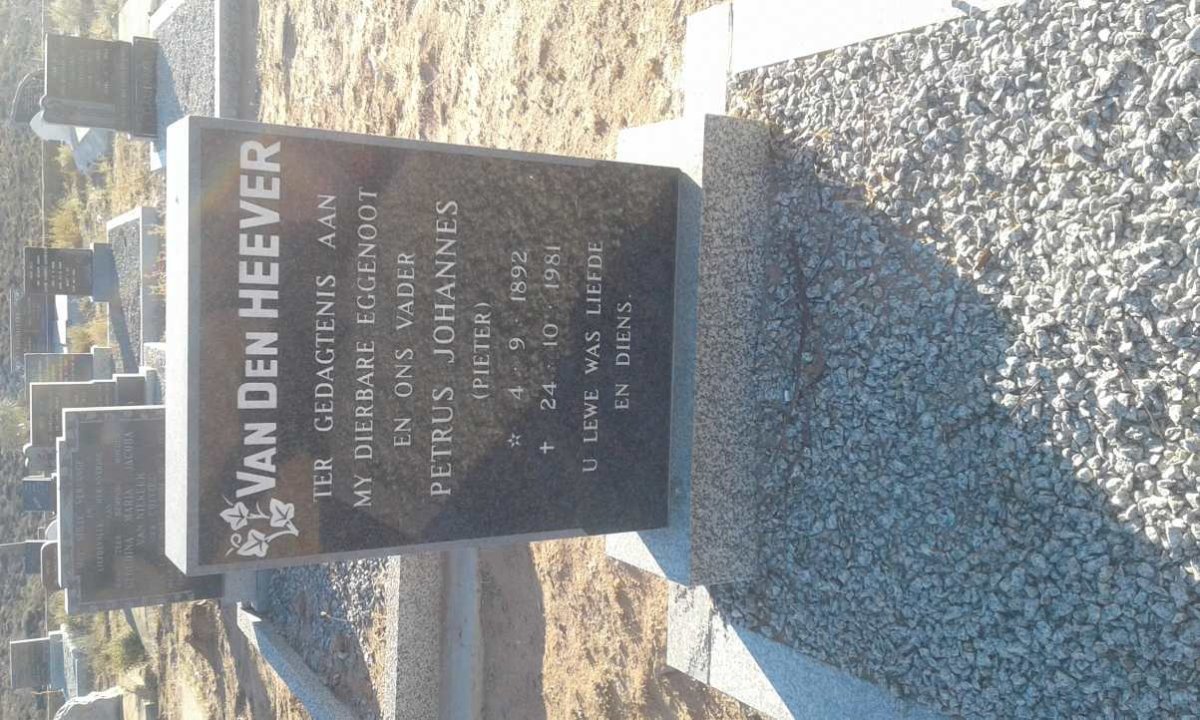 VAN DEN HEEVER
TER GEDAGTENIS AAN
MY DIERBARE EGGENOOT
EN ONS VADER
PETRUS JOHANNES
(PIETER)
☆ 4 · 9 · 1892
✝ 24 · 10 · 1981
U LEWE WAS LIEFDE
EN DIENS.